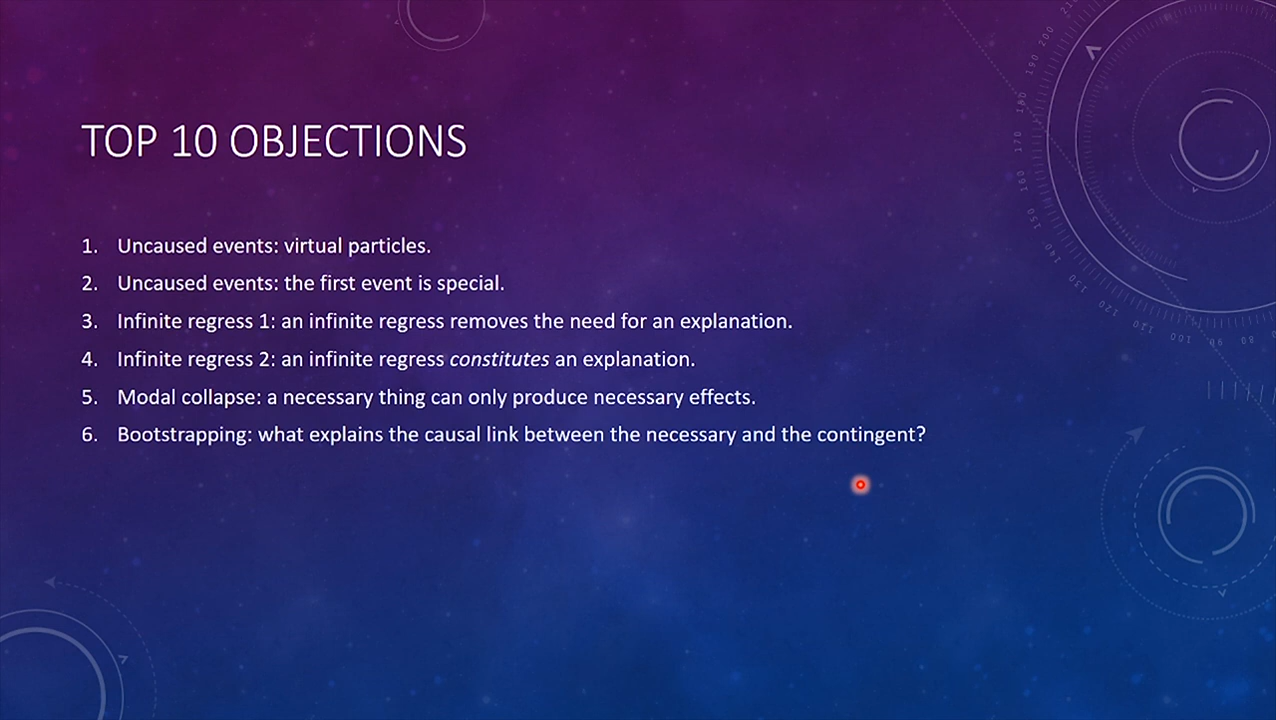 TOP 10 OBJECTIONS
1. Uncaused events: virtual particles.
2. Uncaused events: the first event is special.
3. Infinite regress 1: an infinite regress removes the need for an explanation.
4. Infinite regress 2: an infinite regress constitutes an explanation.
5. Modal collapse: a necessary thing can only produce necessary effects.
6. Bootstrapping: what explains the causal link between the necessary and the contingent?